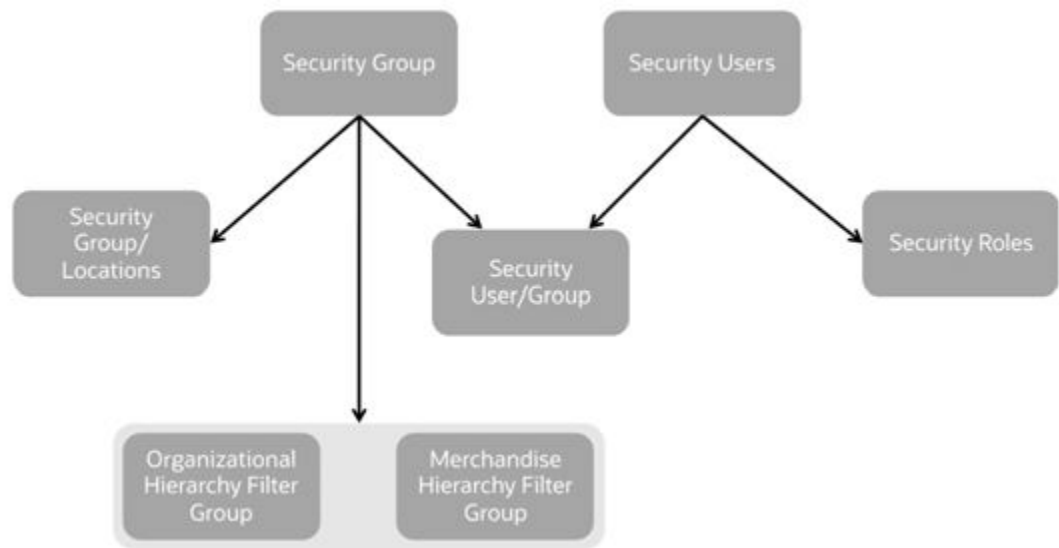 Security Group
Security Users
Security
Group/
Locations
Security
User/Group
Security Roles
Organizational
Hierarchy Filter
Group
Merchandise
Hierarchy Filter
Group